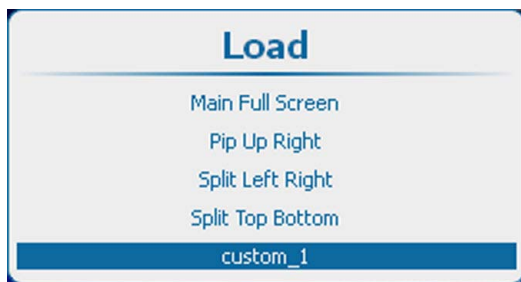 Load
Main Full Screen
Pip Up Right
Split Left Right
Split Top Bottom
custom_1